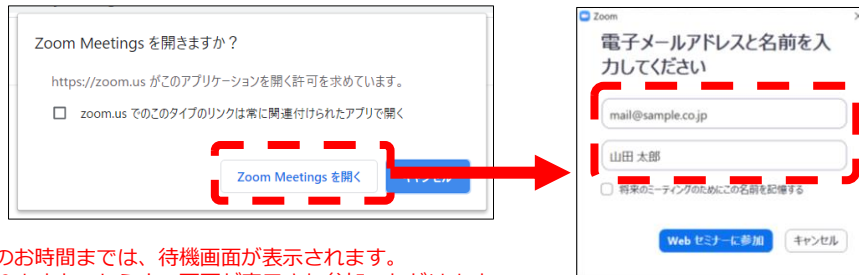 Zoom Meetings を開きますか？
https://zoom.us がこのアプリケーションを開く許可を求めています。
zoom.us でのこのタイプのリンクは常に関連付けられたアプリで開く
Zoom Meetings を開く
キャンセル
Zoom
電子メールアドレスと名前を入
力してください
mail@sample.co.jp
山田 太郎
将来のミーティングのためにこの名前を記憶する
Web セミナーに参加 キャンセル
のお時間までは、待機画面が表示されます。